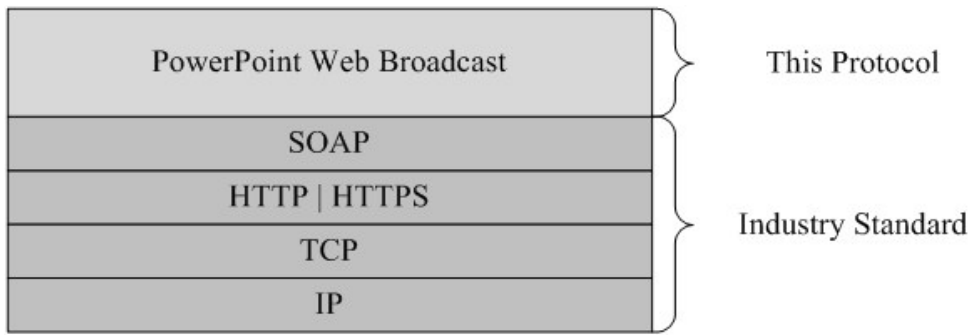 PowerPoint Web Broadcast
This Protocol
SOAP
HTTP | HTTPS
TCP
IP
Industry Standard